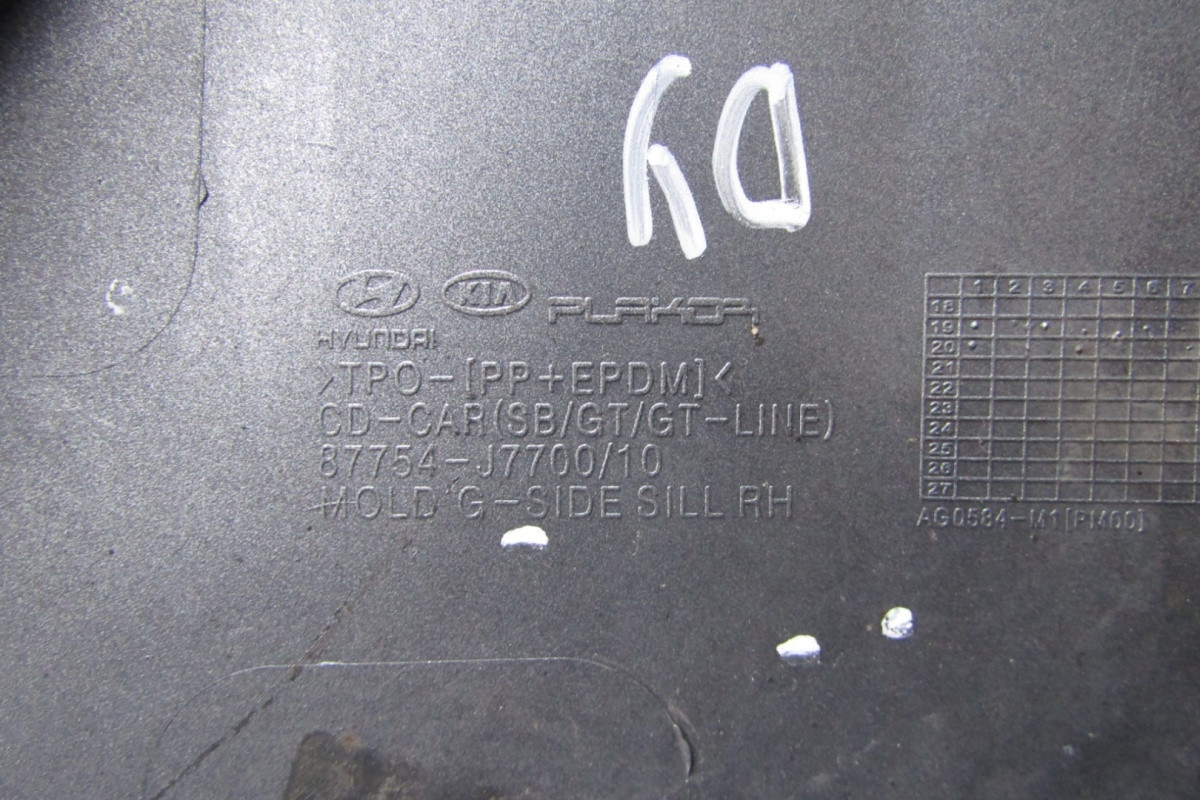 KIA PLAKOR
HYUNDAI
>TPO-[PP+EPDM]<
CD-CAR(SB/GT/GT-LINE)
87754-J7700/10
MOLD G-SIDE SILL RH
1 2 3 4 5 6 7
18
19
20
21
22
23
24
25
26
27
AG0584-M1[PM00]